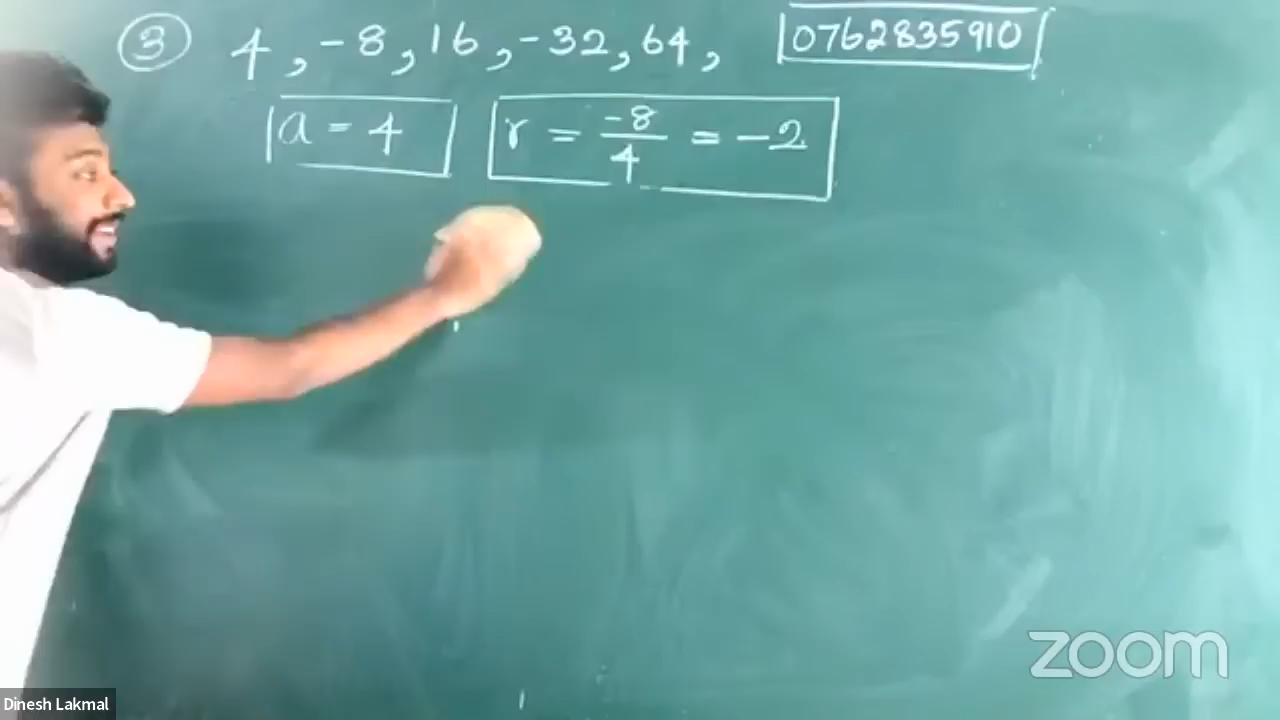 ③ 4, -8, 16, -32, 64, 0762835910
a = 4 r = -8/4 = -2
zoom
Dinesh Lakmal